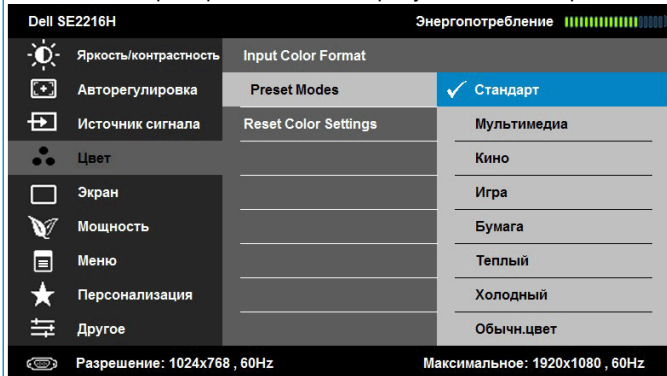 Dell SE2216H Энергопотребление
Яркость/контрастность Input Color Format
Авторегулировка Preset Modes Стандарт
Источник сигнала Reset Color Settings Мультимедиа
Цвет Кино
Экран Игра
Мощность Бумага
Меню Теплый
Персонализация Холодный
Другое Обычн.цвет
Разрешение: 1024x768 , 60Hz Максимальное: 1920x1080 , 60Hz